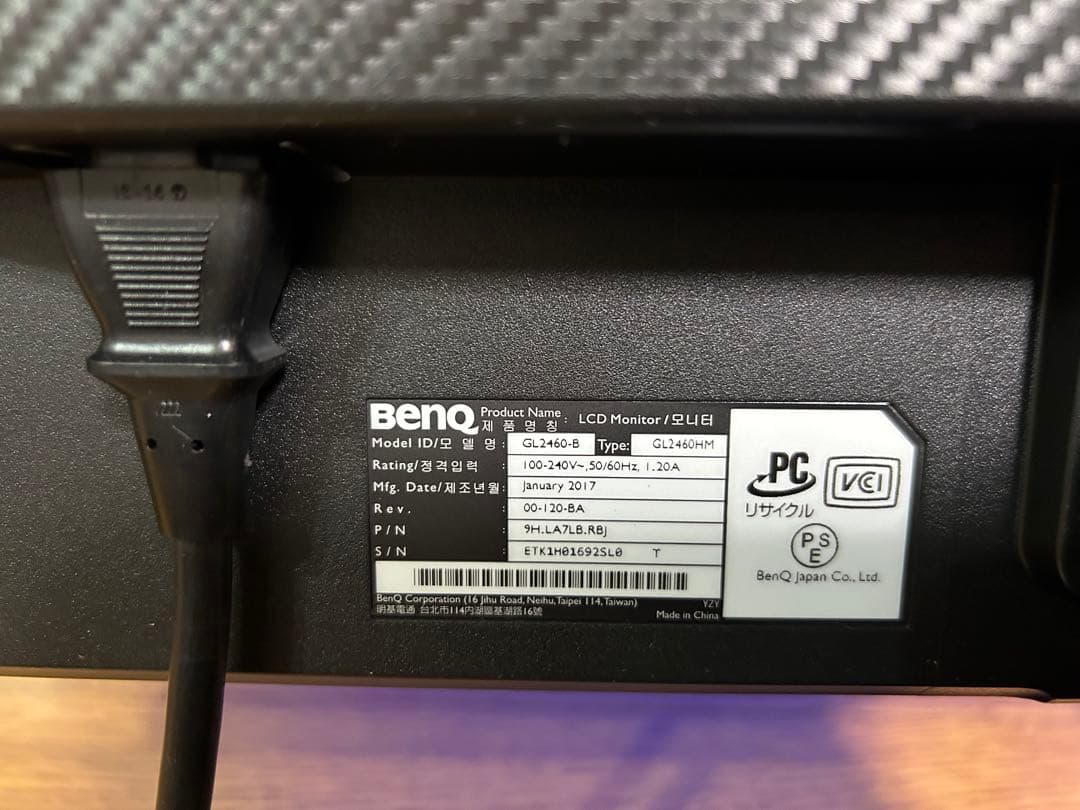 BenQ Product Name : LCD Monitor/모니터
제 품 명 칭
Model ID/모 델 명 : GL2460-B Type: GL2460HM
Rating/정격입력 : 100-240V~,50/60Hz, 1.20A
Mfg. Date/제조년월 : January 2017
Rev. : 00-120-BA
P/N : 9H.LA7LB.RBJ
S/N : ETK1H01692SL0 T
BenQ Corporation (16 Jihu Road, Neihu,Taipei 114,Taiwan) YZY
明基電通 台北市114內湖區基湖路16號 Made in China
PC
リサイクル
VCCI
PSE
BenQ Japan Co., Ltd.